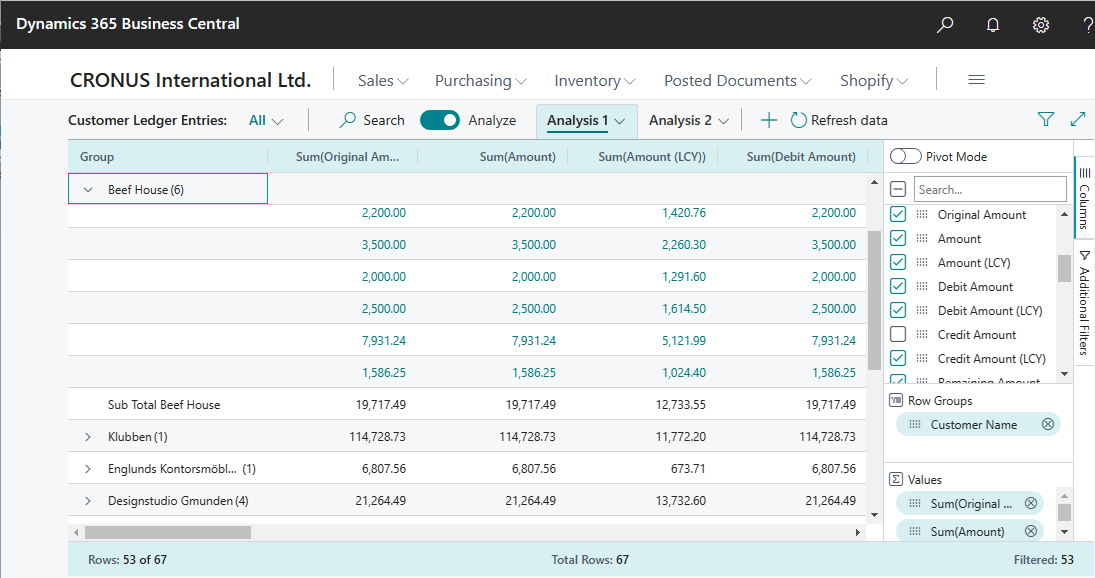 Dynamics 365 Business Central
?
CRONUS International Ltd. Sales Purchasing Inventory Posted Documents Shopify
Customer Ledger Entries: All Search Analyze Analysis 1 Analysis 2 Refresh data
Group Sum(Original Am... Sum(Amount) Sum(Amount (LCY)) Sum(Debit Amount)
Beef House (6)
2,200.00 2,200.00 1,420.76 2,200.00
3,500.00 3,500.00 2,260.30 3,500.00
2,000.00 2,000.00 1,291.60 2,000.00
2,500.00 2,500.00 1,614.50 2,500.00
7,931.24 7,931.24 5,121.99 7,931.24
1,586.25 1,586.25 1,024.40 1,586.25
Sub Total Beef House 19,717.49 19,717.49 12,733.55 19,717.49
Klubben (1) 114,728.73 114,728.73 11,772.20 114,728.73
Englunds Kontorsmöbl... (1) 6,807.56 6,807.56 673.71 6,807.56
Designstudio Gmunden (4) 21,264.49 21,264.49 13,732.60 21,264.49
Pivot Mode
Search...
Original Amount
Amount
Amount (LCY)
Debit Amount
Debit Amount (LCY)
Credit Amount
Credit Amount (LCY)
Remaining Amount
Row Groups
Customer Name
Values
Sum(Original ...
Sum(Amount)
Columns
Additional Filters
Rows: 53 of 67 Total Rows: 67 Filtered: 53